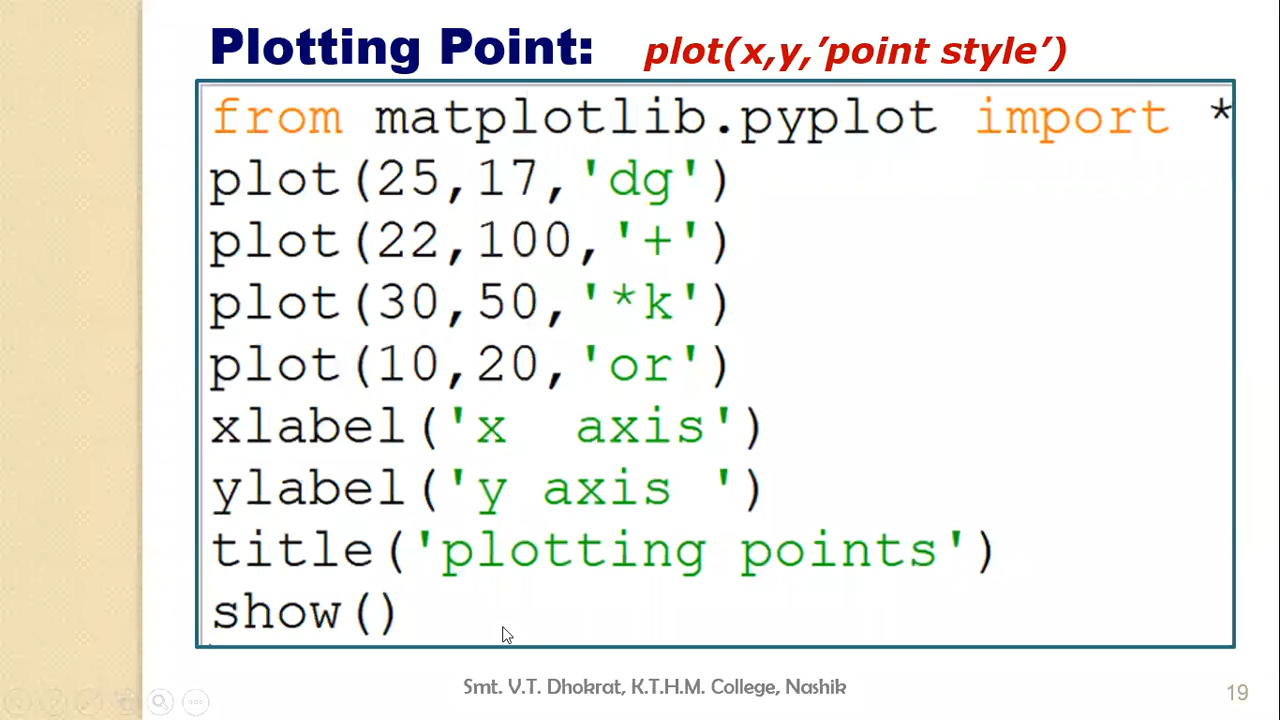 Plotting Point: plot(x,y,’point style’)
from matplotlib.pyplot import *
plot(25,17,'dg')
plot(22,100,'+')
plot(30,50,'*k')
plot(10,20,'or')
xlabel('x  axis')
ylabel('y axis ')
title('plotting points')
show()
Smt. V.T. Dhokrat, K.T.H.M. College, Nashik
19